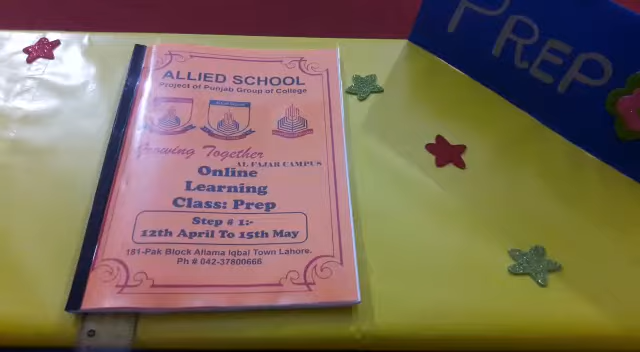 ALLIED SCHOOL
Project of Punjab Group of College
Growing Together
AL FAJAR CAMPUS
Online
Learning
Class: Prep
Step # 1:-
12th April To 15th May
181-Pak Block Allama Iqbal Town Lahore.
Ph # 042-37800666
PREP